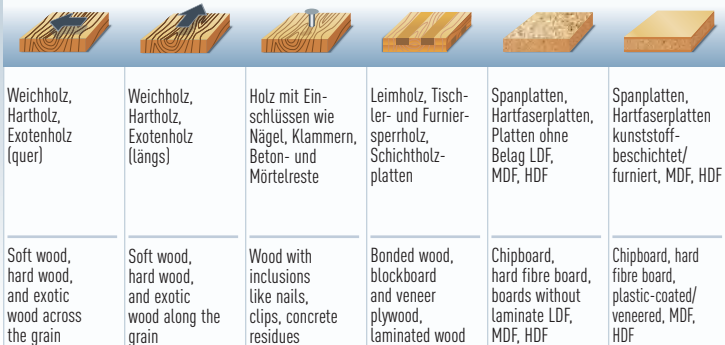 Weichholz,
Hartholz,
Exotenholz
(quer)
Weichholz,
Hartholz,
Exotenholz
(längs)
Holz mit Ein-
schlüssen wie
Nägel, Klammern,
Beton- und
Mörtelreste
Leimholz, Tisch-
ler- und Furnier-
sperrholz,
Schichtholz-
platten
Spanplatten,
Hartfaserplatten,
Platten ohne
Belag LDF,
MDF, HDF
Spanplatten,
Hartfaserplatten
kunststoff-
beschichtet/
furniert, MDF, HDF
Soft wood,
hard wood,
and exotic
wood across
the grain
Soft wood,
hard wood,
and exotic
wood along the
grain
Wood with
inclusions
like nails,
clips, concrete
residues
Bonded wood,
blockboard
and veneer
plywood,
laminated wood
Chipboard,
hard fibre board,
boards without
laminate LDF,
MDF, HDF
Chipboard, hard
fibre board,
plastic-coated/
veneered, MDF,
HDF